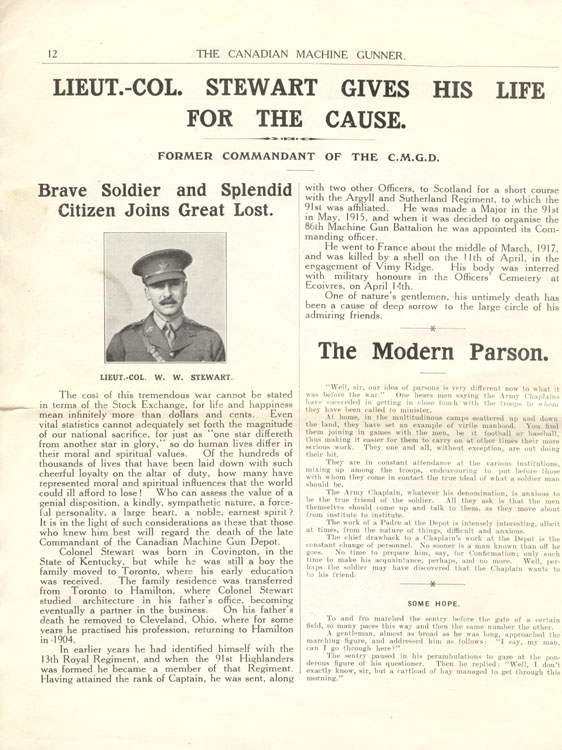 12
THE CANADIAN MACHINE GUNNER.
LIEUT.-COL. STEWART GIVES HIS LIFE
FOR THE CAUSE.
FORMER COMMANDANT OF THE C.M.G.D.
Brave Soldier and Splendid
Citizen Joins Great Lost.
LIEUT.-COL. W. W. STEWART.
The cost of this tremendous war cannot be stated
in terms of the Stock Exchange, for life and happiness
mean infinitely more than dollars and cents. Even
vital statistics cannot adequately set forth the magnitude
of our national sacrifice, for just as "one star differeth
from another star in glory," so do human lives differ in
their moral and spiritual values. Of the hundreds of
thousands of lives that have been laid down with such
cheerful loyalty on the altar of duty, how many have
represented moral and spiritual influences that the world
could ill afford to lose! Who can assess the value of a
genial disposition, a kindly, sympathetic nature, a force-
ful personality, a large heart, a noble, earnest spirit?
It is in the light of such considerations as these that those
who knew him best will regard the death of the late
Commandant of the Canadian Machine Gun Depot.
Colonel Stewart was born in Covington, in the
State of Kentucky, but while he was still a boy the
family moved to Toronto, where his early education
was received. The family residence was transferred
from Toronto to Hamilton, where Colonel Stewart
studied architecture in his father's office, becoming
eventually a partner in the business. On his father's
death he removed to Cleveland, Ohio, where for some
years he practised his profession, returning to Hamilton
in 1904.
In earlier years he had identified himself with the
13th Royal Regiment, and when the 91st Highlanders
was formed he became a member of that Regiment.
Having attained the rank of Captain, he was sent, along
with two other Officers, to Scotland for a short course
with the Argyll and Sutherland Regiment, to which the
91st was affiliated. He was made a Major in the 91st
in May, 1915, and when it was decided to organise the
86th Machine Gun Battalion he was appointed its Com-
manding officer.
He went to France about the middle of March, 1917,
and was killed by a shell on the 11th of April, in the
engagement of Vimy Ridge. His body was interred
with military honours in the Officers' Cemetery at
Ecoivres, on April 14th.
One of nature's gentlemen, his untimely death has
been a cause of deep sorrow to the large circle of his
admiring friends.
The Modern Parson.
"Well, sir, our idea of parsons is very different now to what it
was before the war." One hears men saying the Army Chaplains
have succeeded in getting in close touch with the troops to whom
they have been called to minister.
At home, in the multitudinous camps scattered up and down
the land, they have set an example of virile manhood. You find
them joining in games with the men, be it football or baseball,
thus making it easier for them to carry on at other times their more
serious work. They one and all, without exception, are out doing
their bit.
They are in constant attendance at the various institutions,
mixing up among the troops, endeavouring to put before those
with whom they come in contact the true ideal of what a soldier man
should be.
The Army Chaplain, whatever his denomination, is anxious to
be the true friend of the soldier. All they ask is that the men
themselves should come up and talk to them, as they move about
from institute to institute.
The work of a Padre at the Depot is intensely interesting, albeit
at times, from the nature of things, difficult and anxious.
The chief drawback to a Chaplain's work at the Depot is the
constant change of personnel. No sooner is a man known than off he
goes. No time to prepare him, say, for Confirmation; only such
time to make his acquaintance, perhaps, and no more. Well, per-
haps the soldier may have discovered that the Chaplain wants to
be his friend.
SOME HOPE.
To and fro marched the sentry before the gate of a certain
field, so many paces this way and then the same number the other.
A gentleman, almost as broad as he was long, approached the
marching figure, and addressed him as follows: "I say, my man,
can I go through here?"
The sentry paused in his perambulations to gaze at the pon-
derous figure of his questioner. Then he replied: "Well, I don't
exactly know, sir, but a cartload of hay managed to get through this
morning."